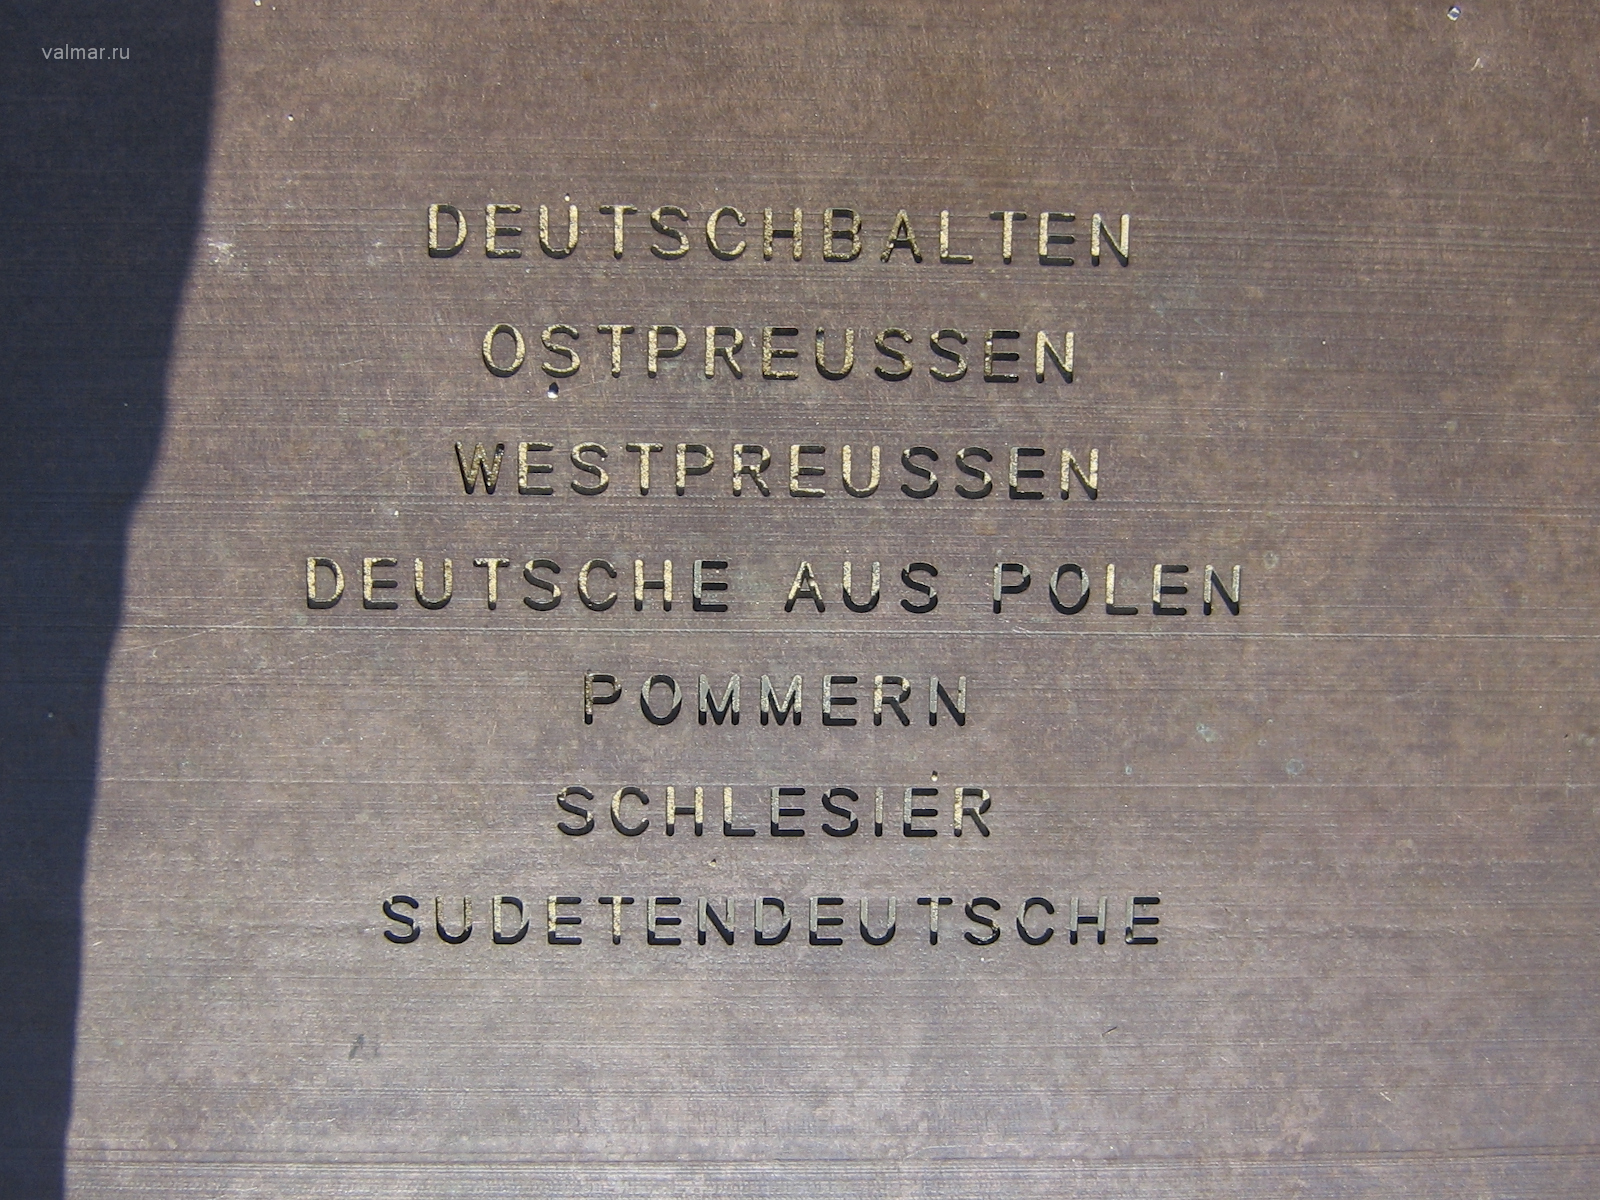 valmar.ru
DEUTSCHBALTEN
OSTPREUSSEN
WESTPREUSSEN
DEUTSCHE AUS POLEN
POMMERN
SCHLESIER
SUDETENDEUTSCHE